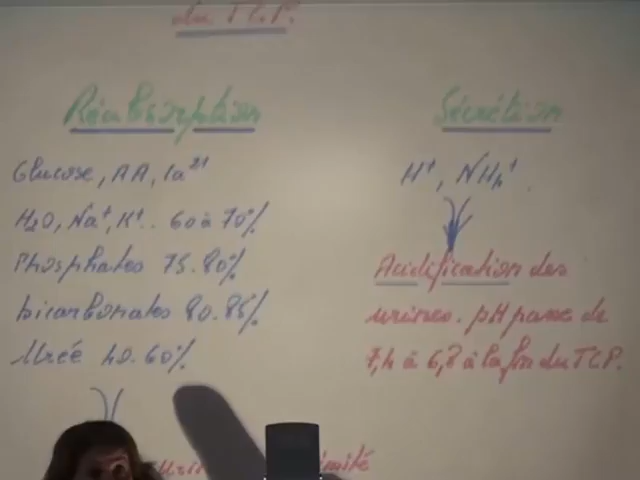 du T.C.P.
Réabsorption
Glucose, AA, Ca²⁺
H₂O, Na⁺, K⁺.. 60 à 70%
Phosphates 75.80%
bicarbonates 80.85%
Urée 40.60%
Sécrétion
H⁺, NH₄⁺
Acidification des
urines. pH passe de
7,4 à 6,8 à la fin du TCP.